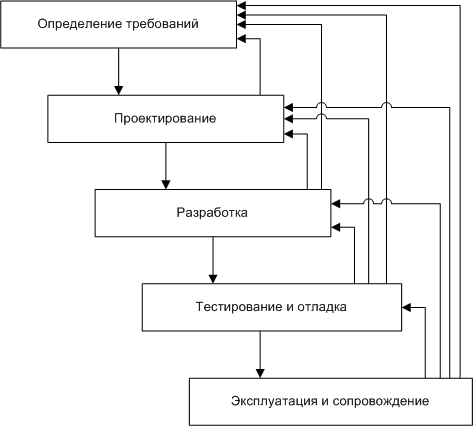 Определение требований
Проектирование
Разработка
Тестирование и отладка
Эксплуатация и сопровождение